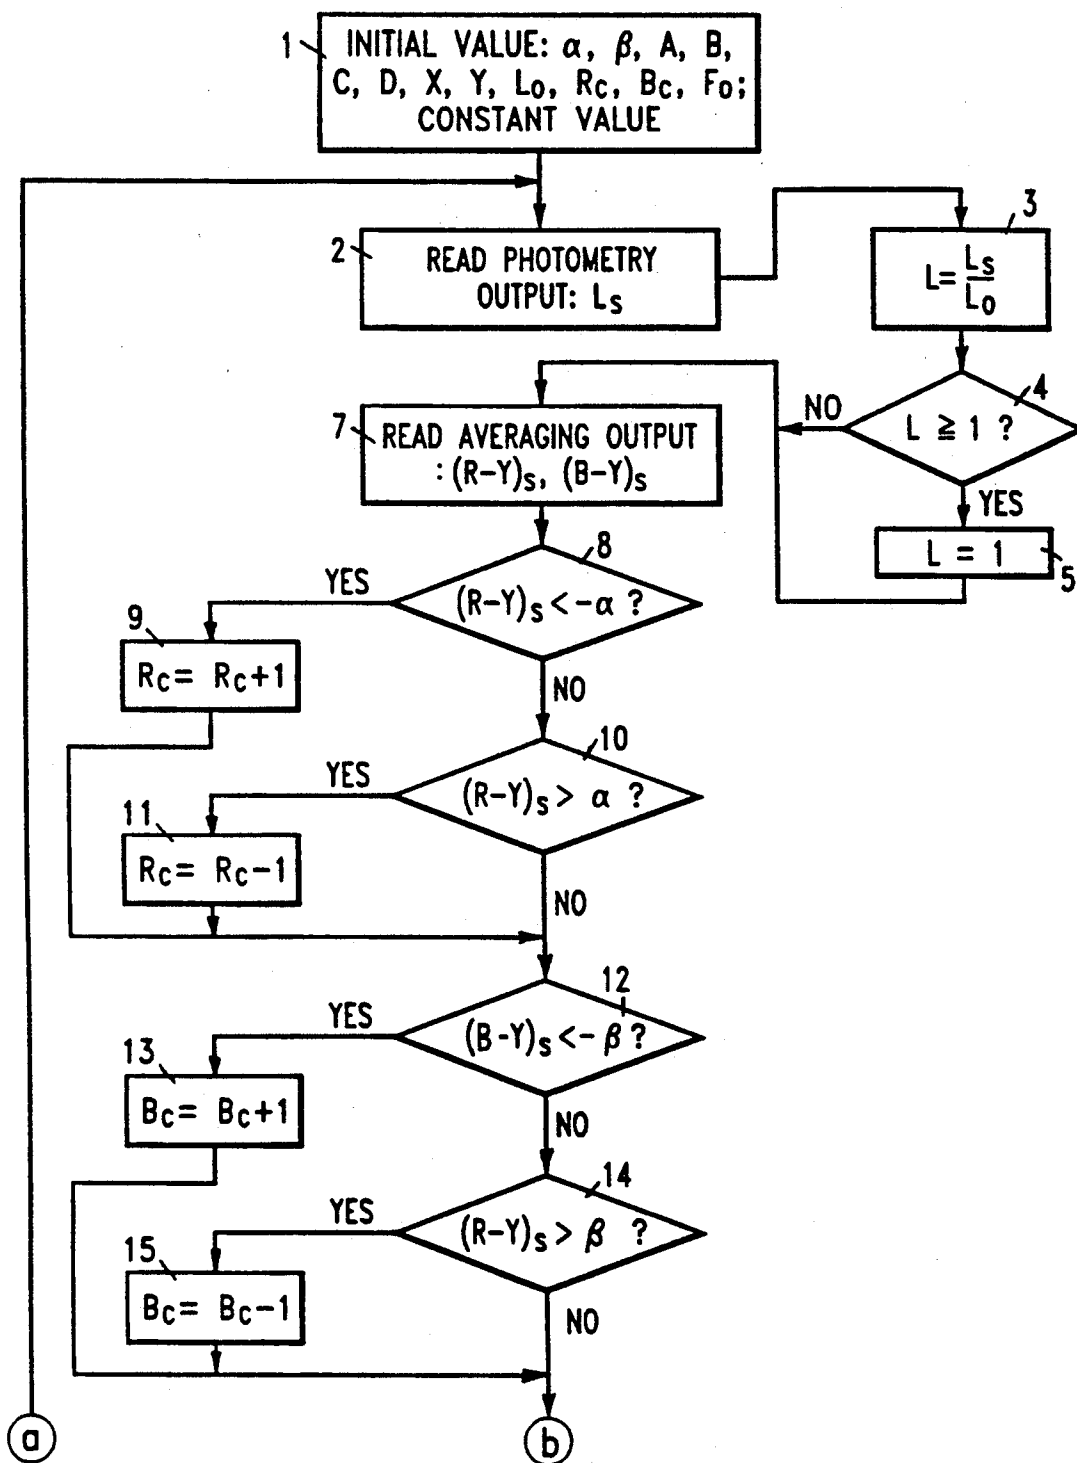 1
INITIAL VALUE: α, β, A, B,
C, D, X, Y, L₀, Rc, Bc, F₀;
CONSTANT VALUE
2
READ PHOTOMETRY
OUTPUT: Ls
3
L= Ls
L₀
4
L ≧ 1 ?
NO
YES
L = 1
5
7
READ AVERAGING OUTPUT
: (R-Y)s, (B-Y)s
8
(R-Y)s < -α ?
YES
NO
9
Rc= Rc+1
10
(R-Y)s > α ?
YES
NO
11
Rc= Rc-1
12
(B-Y)s <- β ?
YES
NO
13
Bc= Bc+1
14
(R-Y)s > β ?
YES
NO
15
Bc= Bc-1
a
b